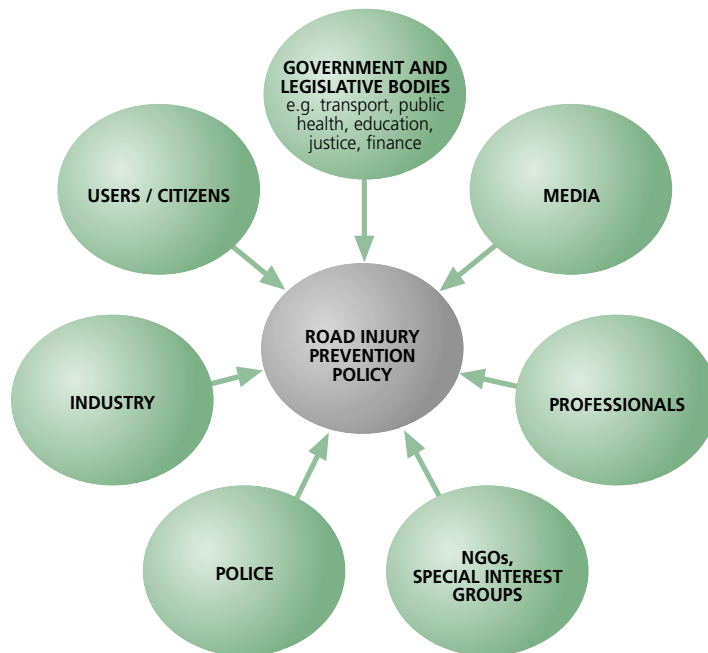 GOVERNMENT AND
LEGISLATIVE BODIES
e.g. transport, public
health, education,
justice, finance
USERS / CITIZENS
MEDIA
ROAD INJURY
PREVENTION
POLICY
INDUSTRY
PROFESSIONALS
POLICE
NGOs,
SPECIAL INTEREST
GROUPS